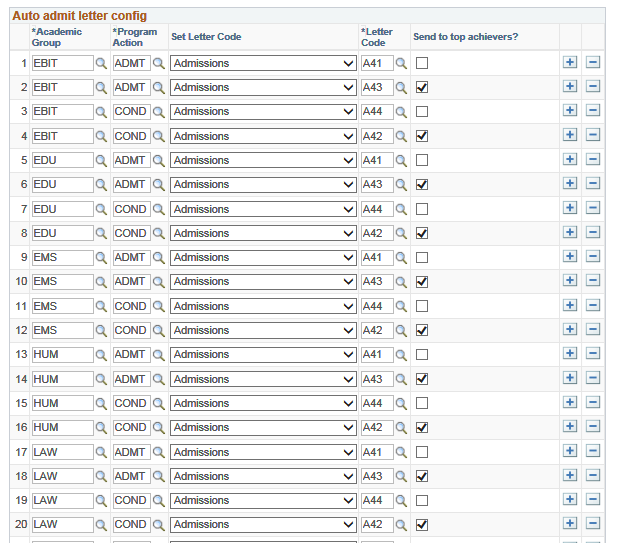 Auto admit letter config
*Academic Group *Program Action Set Letter Code *Letter Code Send to top achievers?
1 EBIT ADMT Admissions A41
2 EBIT ADMT Admissions A43
3 EBIT COND Admissions A44
4 EBIT COND Admissions A42
5 EDU ADMT Admissions A41
6 EDU ADMT Admissions A43
7 EDU COND Admissions A44
8 EDU COND Admissions A42
9 EMS ADMT Admissions A41
10 EMS ADMT Admissions A43
11 EMS COND Admissions A44
12 EMS COND Admissions A42
13 HUM ADMT Admissions A41
14 HUM ADMT Admissions A43
15 HUM COND Admissions A44
16 HUM COND Admissions A42
17 LAW ADMT Admissions A41
18 LAW ADMT Admissions A43
19 LAW COND Admissions A44
20 LAW COND Admissions A42